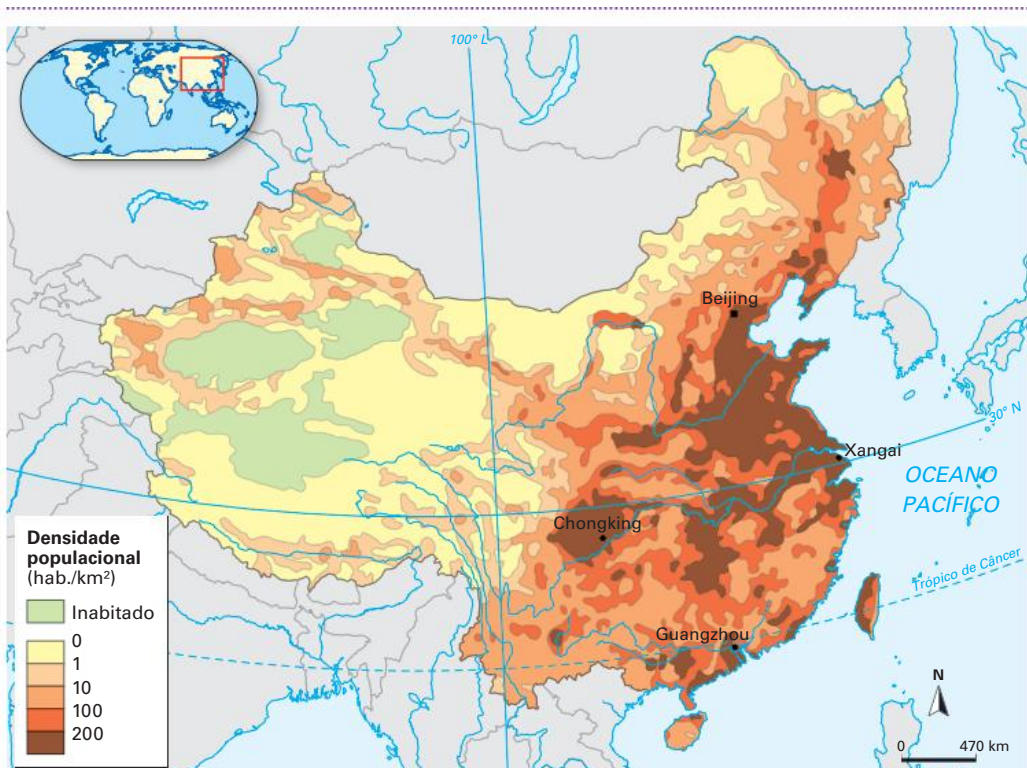 100° L
Beijing
30° N
Xangai
OCEANO
PACÍFICO
Chongking
Trópico de Câncer
Guangzhou
Densidade
populacional
(hab./km²)
Inabitado
0
1
10
100
200
N
0 470 km